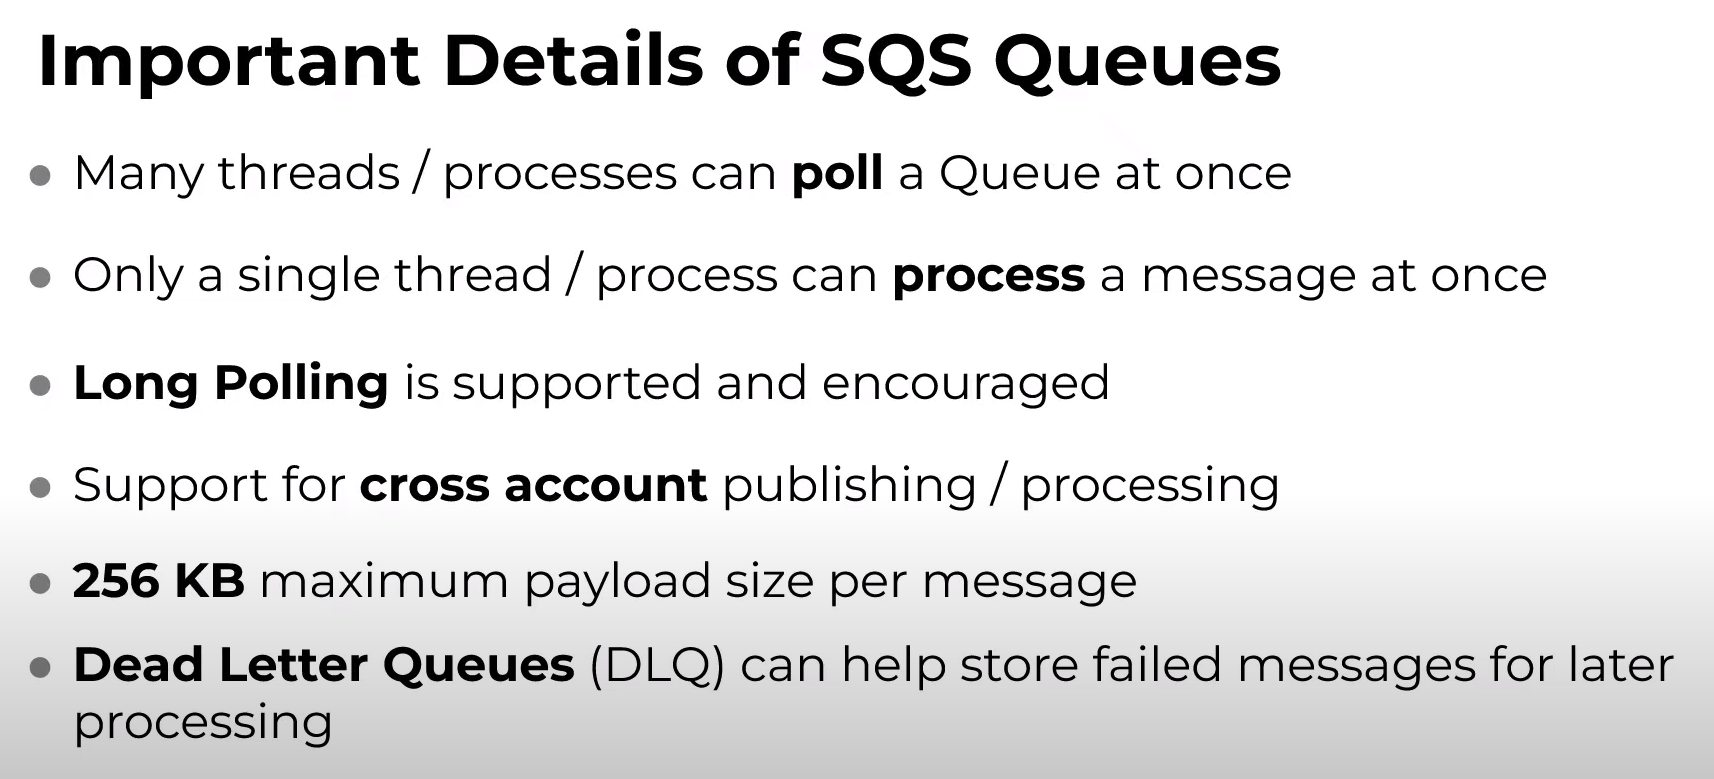 Important Details of SQS Queues
Many threads / processes can poll a Queue at once
Only a single thread / process can process a message at once
Long Polling is supported and encouraged
Support for cross account publishing / processing
256 KB maximum payload size per message
Dead Letter Queues (DLQ) can help store failed messages for later
processing